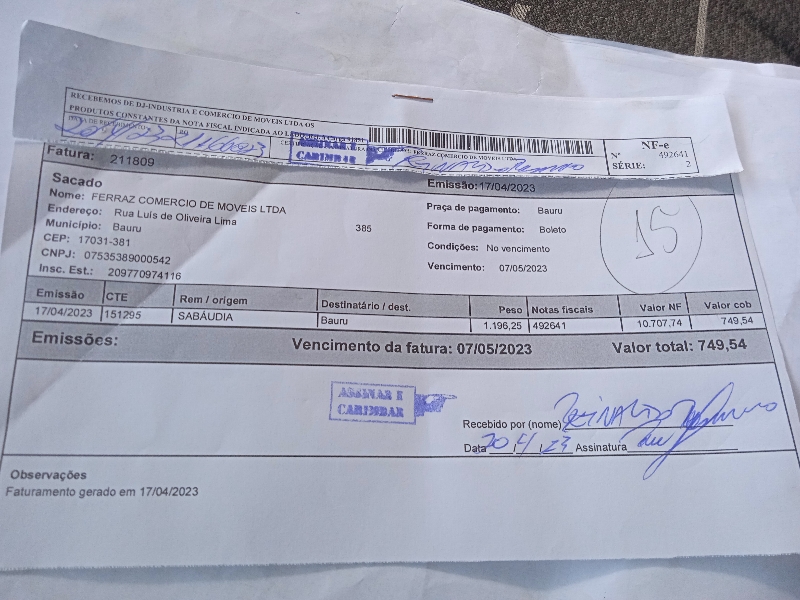 RECEBEMOS DE DJ-INDUSTRIA E COMERCIO DE MOVEIS LTDA OS
PRODUTOS CONSTANTES DA NOTA FISCAL INDICADA AO
NF-e
Nº 492641
SÉRIE: 2
FERRAZ COMERCIO DE MOVEIS LTDA
CARIMBAR
Fatura: 211809
Emissão:17/04/2023
Sacado
Nome: FERRAZ COMERCIO DE MOVEIS LTDA
Endereço: Rua Luís de Oliveira Lima 385
Município: Bauru
CEP: 17031-381
CNPJ: 07535389000542
Insc. Est.: 209770974116
Praça de pagamento: Bauru
Forma de pagamento: Boleto
Condições: No vencimento
Vencimento: 07/05/2023
15
Emissão CTE Rem / origem Destinatário / dest. Peso Notas fiscais Valor NF Valor cob
17/04/2023 151295 SABÁUDIA Bauru 1.196,25 492641 10.707,74 749,54
Emissões: Vencimento da fatura: 07/05/2023 Valor total: 749,54
ASSINAR E
CARIMBAR
Recebido por (nome) REINALDO
Data 20/4/23 Assinatura
Observações
Faturamento gerado em 17/04/2023